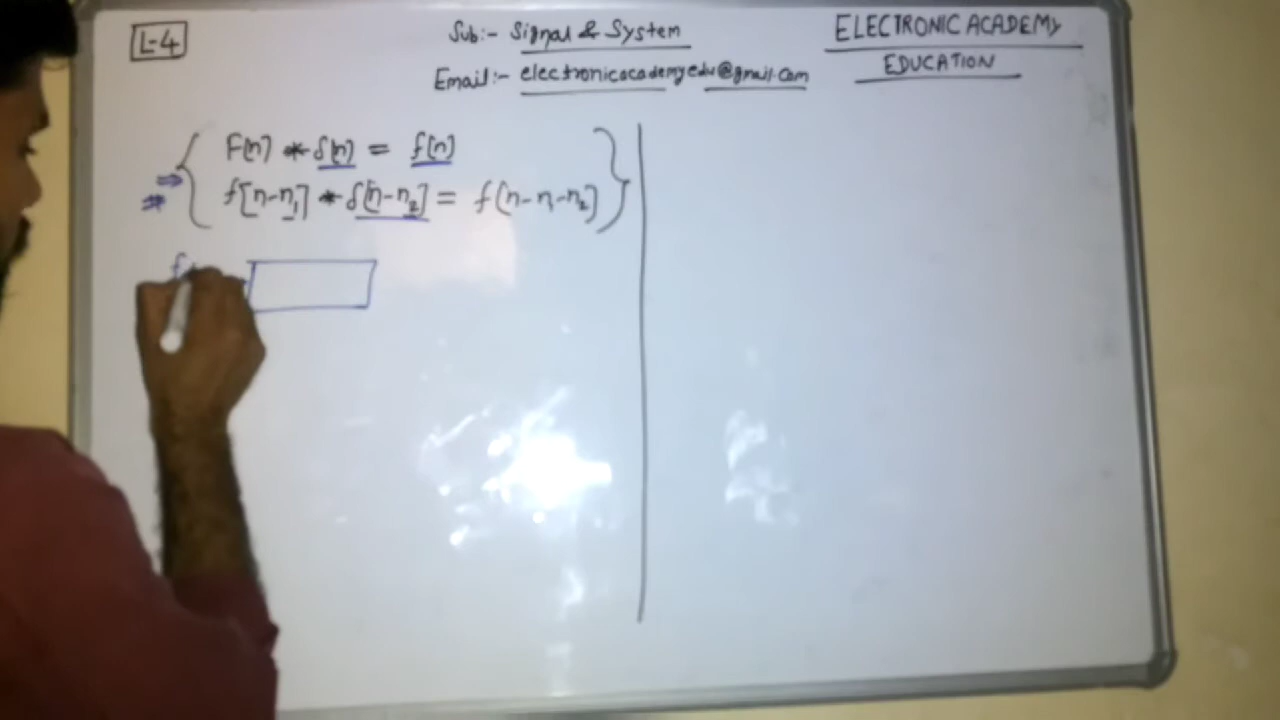 L-4
Sub:- Signal & System
Email:- electronicacademyedu@gmail.com
ELECTRONIC ACADEMY
EDUCATION
F[n] * δ[n] = f[n]
f[n-n₁] * δ[n-n₂] = f[n-n₁-n₂]
f